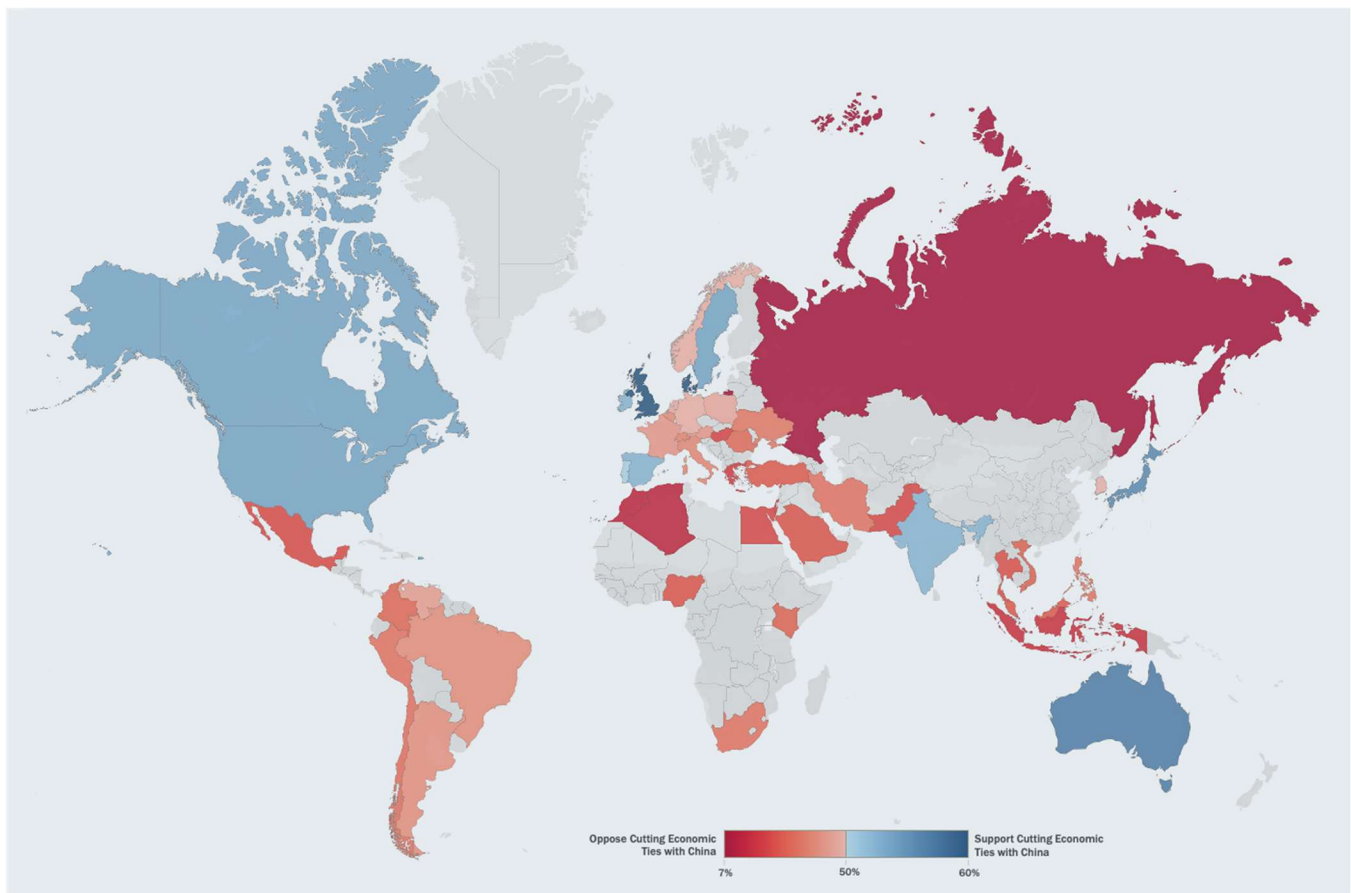 Oppose Cutting Economic
Ties with China
Support Cutting Economic
Ties with China
7%
50%
60%